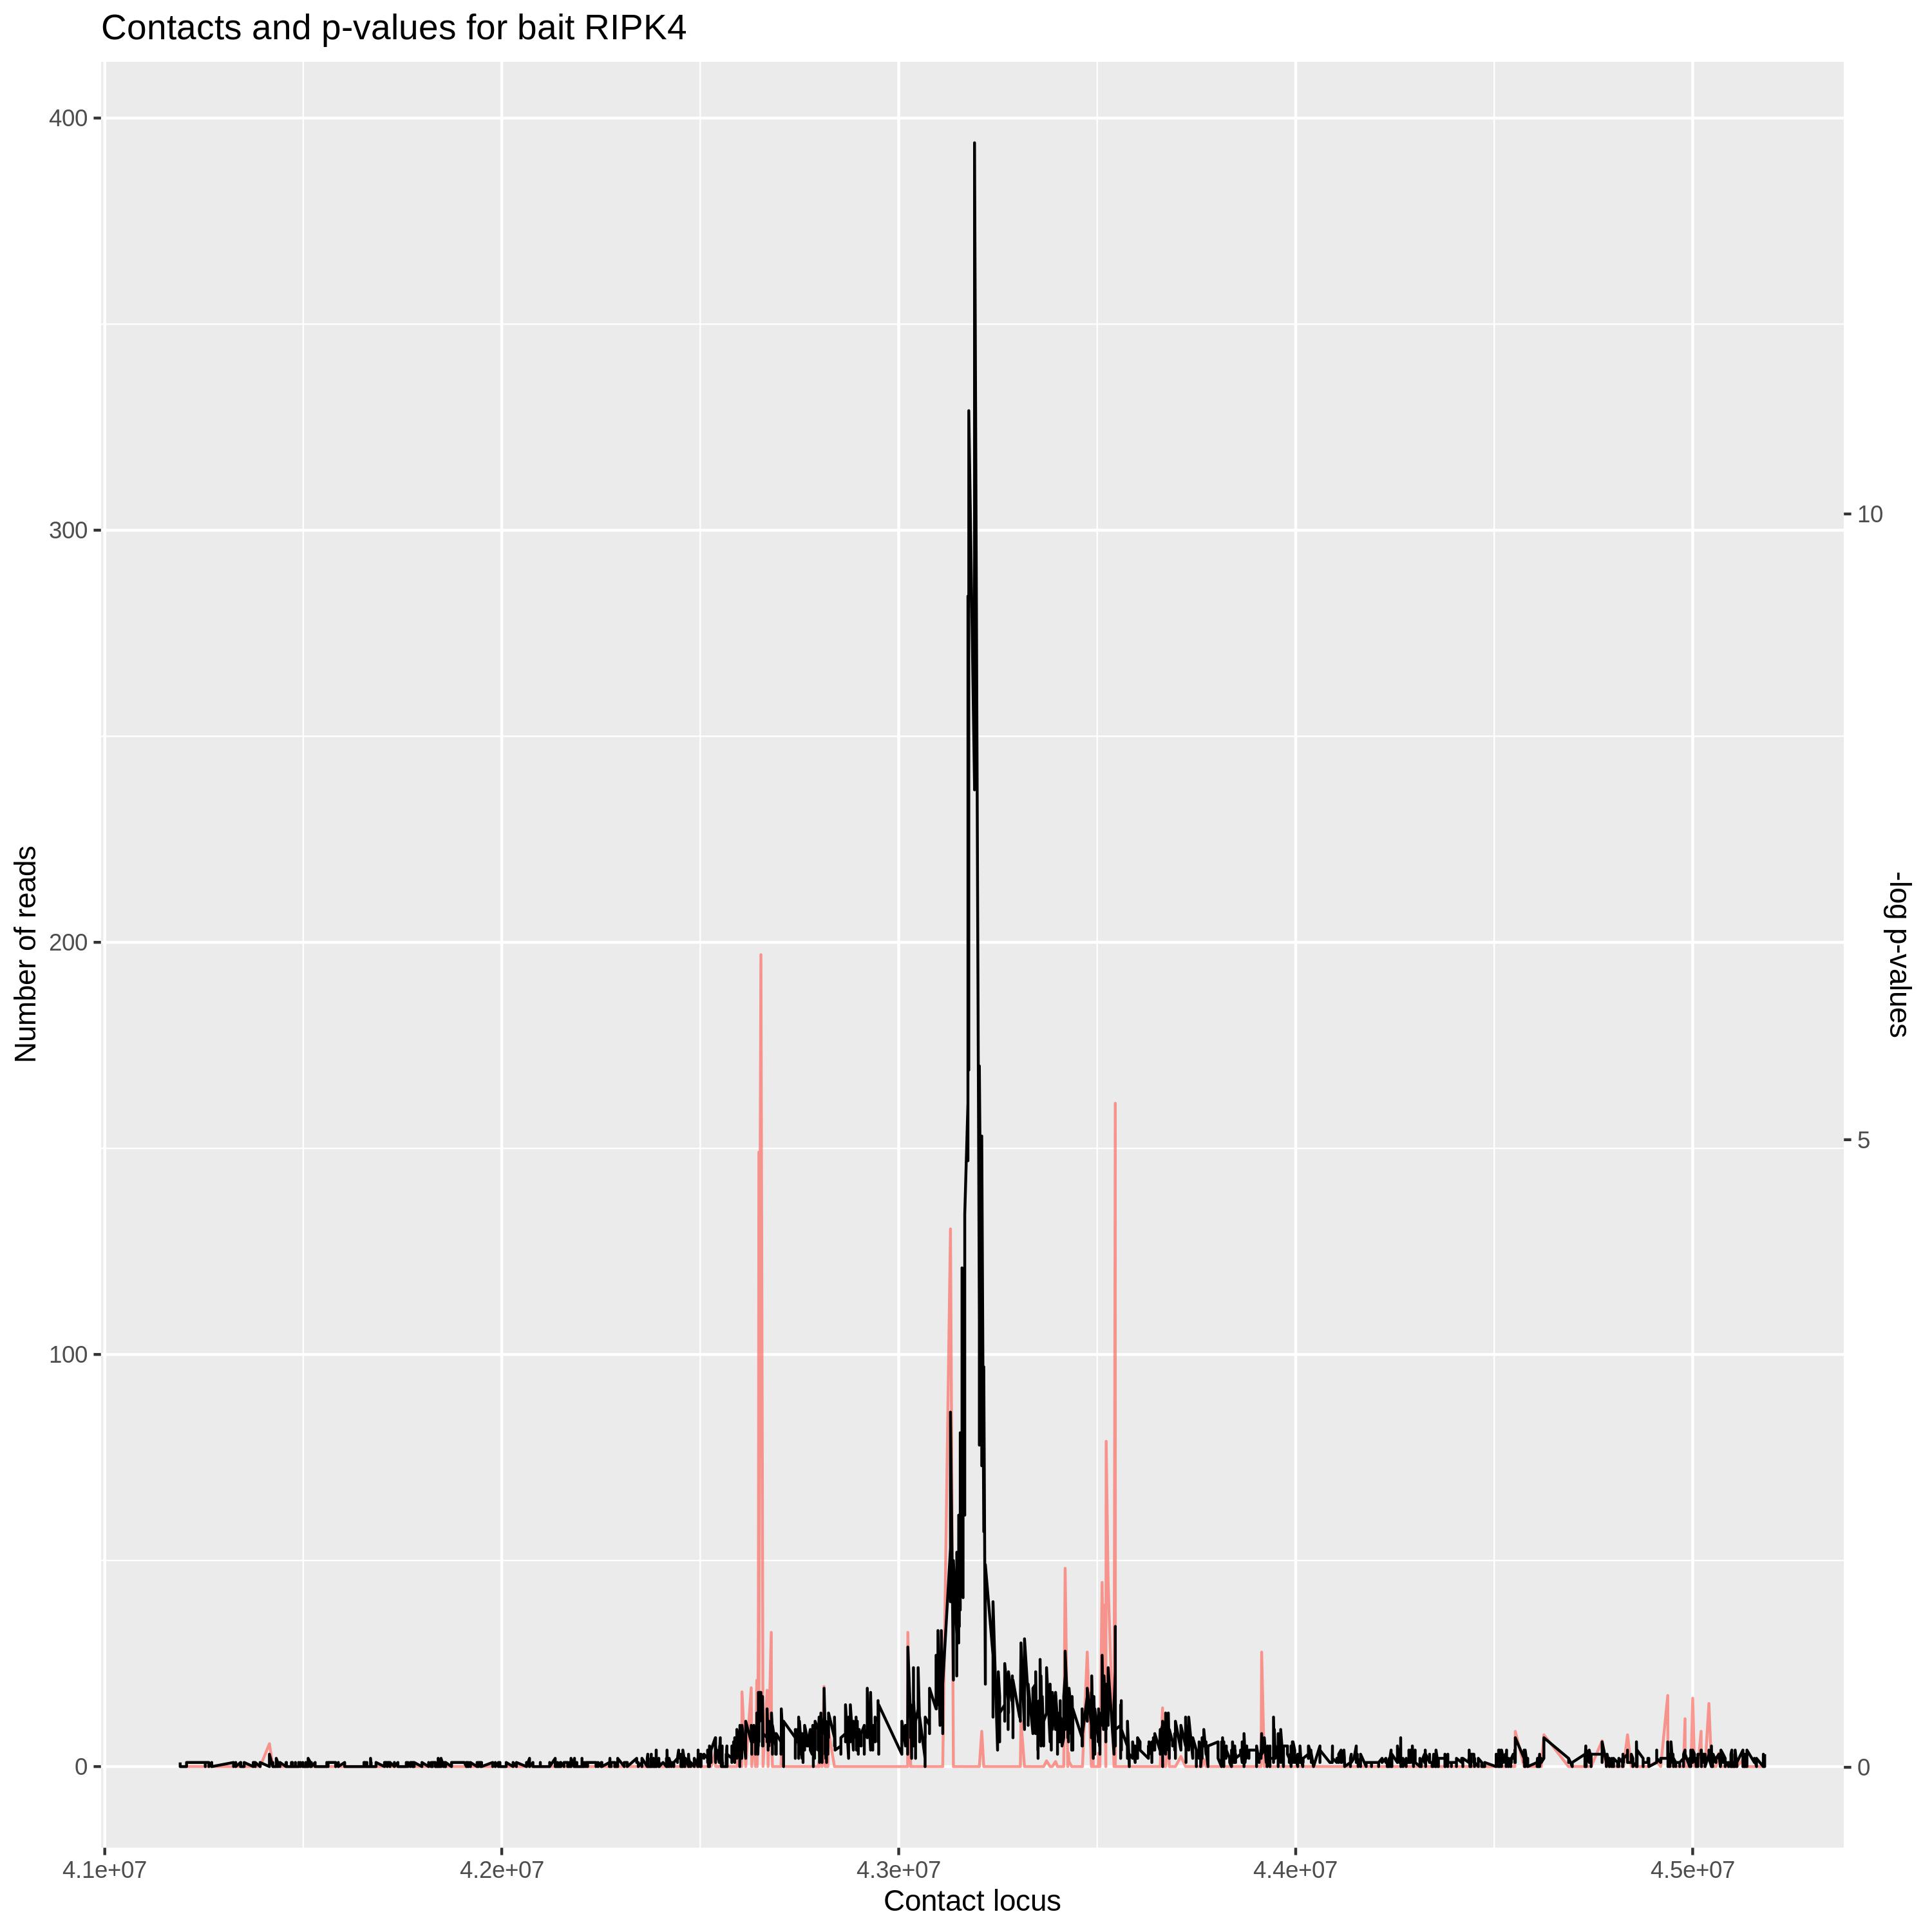 Contacts and p-values for bait RIPK4
400
300
200
100
0
Number of reads
10
5
0
-log p-values
4.1e+07 4.2e+07 4.3e+07 4.4e+07 4.5e+07
Contact locus